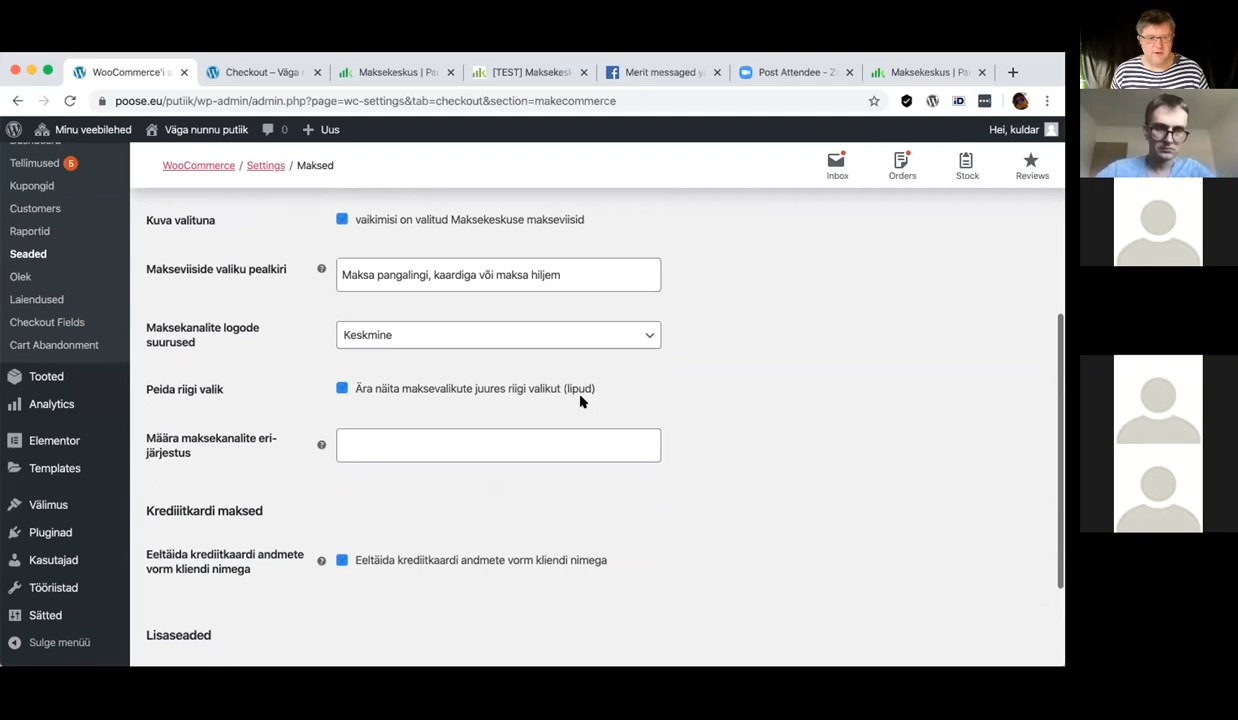 WooCommerce'i s
Checkout – Väga
Maksekeskus | Pa
[TEST] Maksekes
Merit messaged y
Post Attendee - Z
Maksekeskus | Pa
poose.eu/putiik/wp-admin/admin.php?page=wc-settings&tab=checkout&section=makecommerce
Minu veebilehed
Väga nunnu putiik
0
Uus
Hei, kuldar
Tellimused 5
Kupongid
Customers
Raportid
Seaded
Olek
Laiendused
Checkout Fields
Cart Abandonment
Tooted
Analytics
Elementor
Templates
Välimus
Pluginad
Kasutajad
Tööriistad
Sätted
Sulge menüü
WooCommerce / Settings / Maksed
Inbox
Orders
Stock
Reviews
Kuva valituna
vaikimisi on valitud Maksekeskuse makseviisid
Makseviiside valiku pealkiri
Maksa pangalingi, kaardiga või maksa hiljem
Maksekanalite logode
suurused
Keskmine
Peida riigi valik
Ära näita maksevalikute juures riigi valikut (lipud)
Määra maksekanalite eri-
järjestus
Krediiitkardi maksed
Eeltäida krediitkaardi andmete
vorm kliendi nimega
Eeltäida krediitkaardi andmete vorm kliendi nimega
Lisaseaded